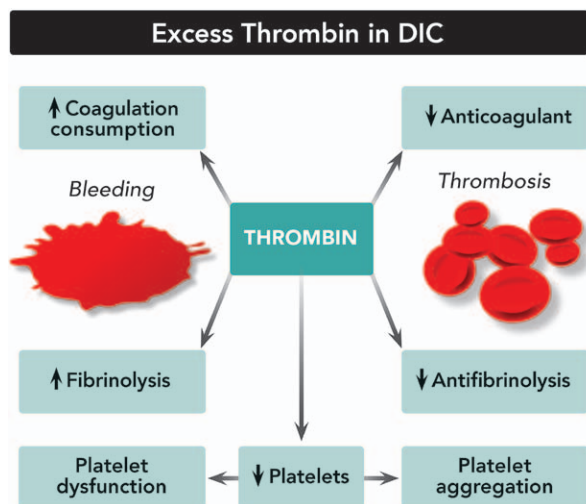 Excess Thrombin in DIC
↑ Coagulation
consumption
↓ Anticoagulant
Bleeding
Thrombosis
THROMBIN
↑ Fibrinolysis
↓ Antifibrinolysis
Platelet
dysfunction
↓ Platelets
Platelet
aggregation